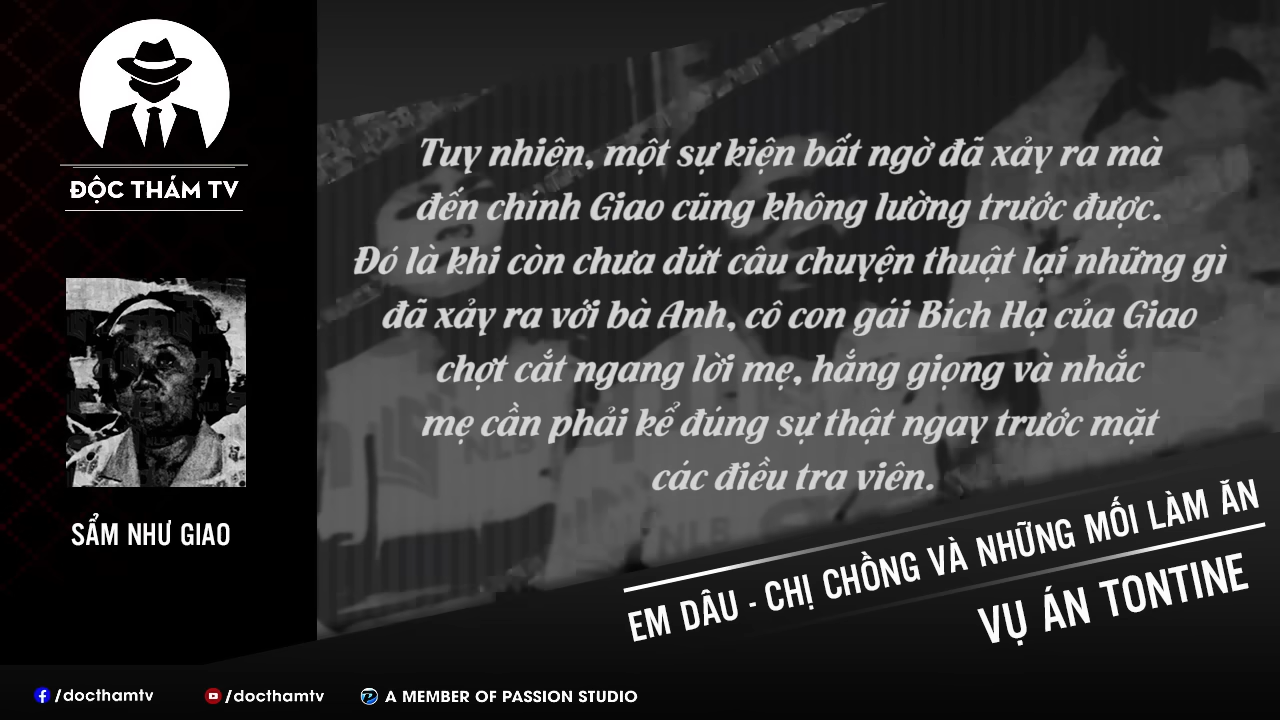 ĐỘC THÁM TV
SẨM NHƯ GIAO
Tuy nhiên, một sự kiện bất ngờ đã xảy ra mà
đến chính Giao cũng không lường trước được.
Đó là khi còn chưa dứt câu chuyện thuật lại những gì
đã xảy ra với bà Anh, cô con gái Bích Hạ của Giao
chợt cắt ngang lời mẹ, hắng giọng và nhắc
mẹ cần phải kể đúng sự thật ngay trước mặt
các điều tra viên.
NLB
NLB
EM DÂU - CHỊ CHỒNG VÀ NHỮNG MỐI LÀM ĂN
VỤ ÁN TONTINE
/docthamtv
/docthamtv
A MEMBER OF PASSION STUDIO